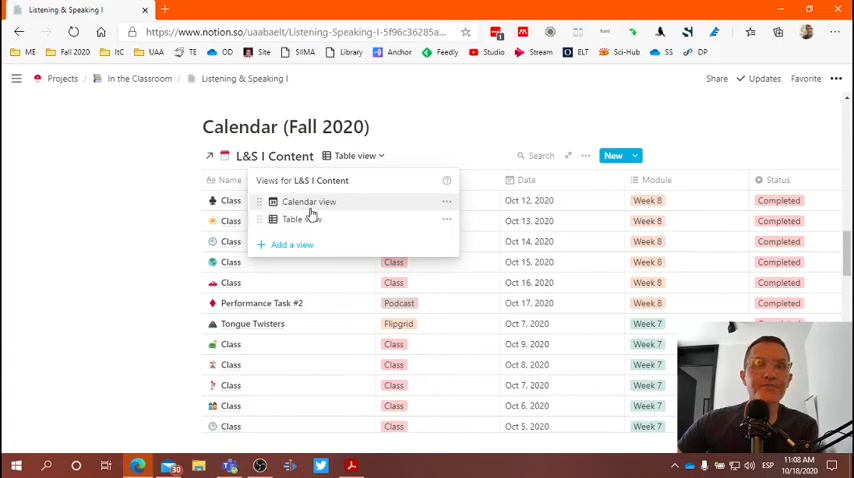 Listening & Speaking I
https://www.notion.so/uaabaelt/Listening-Speaking-I-5f96c36285a...
ME
Fall 2020
ItC
UAA
TE
OD
Site
SIIMA
Library
Anchor
Feedly
Studio
Stream
ELT
Sci-Hub
SS
DP
Projects / In the Classroom / Listening & Speaking I
Share
Updates
Favorite
Calendar (Fall 2020)
L&S I Content
Table view
Search
New
Name
Date
Module
Status
Views for L&S I Content
Calendar view
Table
Add a view
Class Oct 12, 2020 Week 8 Completed
Class Oct 13, 2020 Week 8 Completed
Class Oct 14, 2020 Week 8 Completed
Class Class Oct 15, 2020 Week 8 Completed
Class Class Oct 16, 2020 Week 8 Completed
Performance Task #2 Podcast Oct 17, 2020 Week 8 Completed
Tongue Twisters Flipgrid Oct 7, 2020 Week 7
Class Class Oct 9, 2020 Week 7
Class Class Oct 8, 2020 Week 7
Class Class Oct 7, 2020 Week 7
Class Class Oct 6, 2020 Week 7
Class Class Oct 5, 2020 Week 7
30
ESP
11:08 AM
10/18/2020